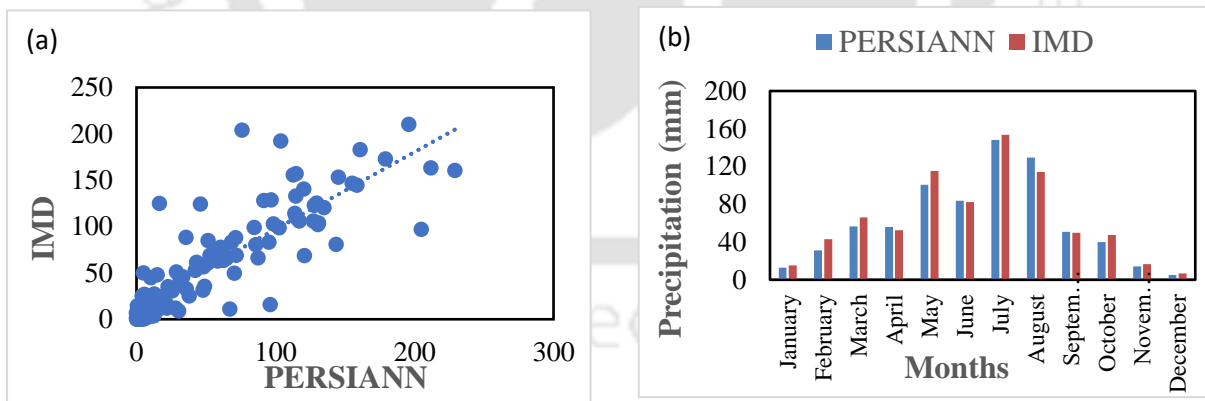 (a)
250
200
150
100
50
0
0 100 200 300
IMD
PERSIANN
(b)
PERSIANN IMD
Precipitation (mm)
200
160
120
80
40
0
January
February
March
April
May
June
July
August
Septem…
October
Novem…
December
Months